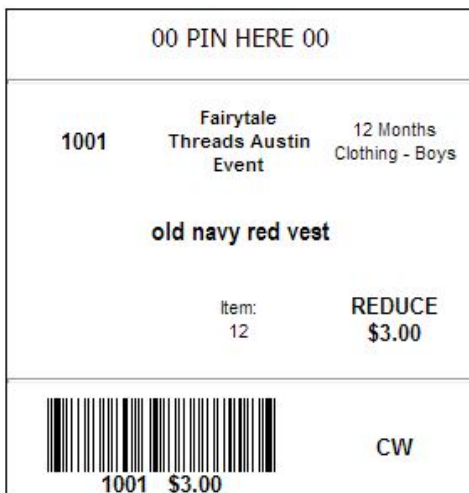 00 PIN HERE 00
1001
Fairytale
Threads Austin
Event
12 Months
Clothing - Boys
old navy red vest
Item:
12
REDUCE
$3.00
1001 $3.00
CW